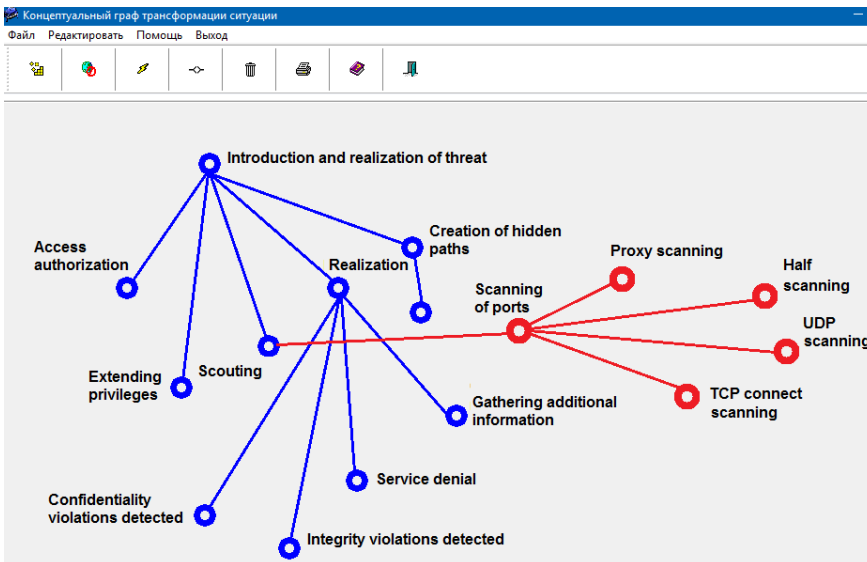 Концептуальный граф трансформации ситуации
Файл Редактировать Помощь Выход
Introduction and realization of threat
Creation of hidden
paths
Access
authorization
Realization
Proxy scanning
Half
scanning
Scanning
of ports
UDP
scanning
Scouting
Extending
privileges
TCP connect
scanning
Gathering additional
information
Service denial
Confidentiality
violations detected
Integrity violations detected